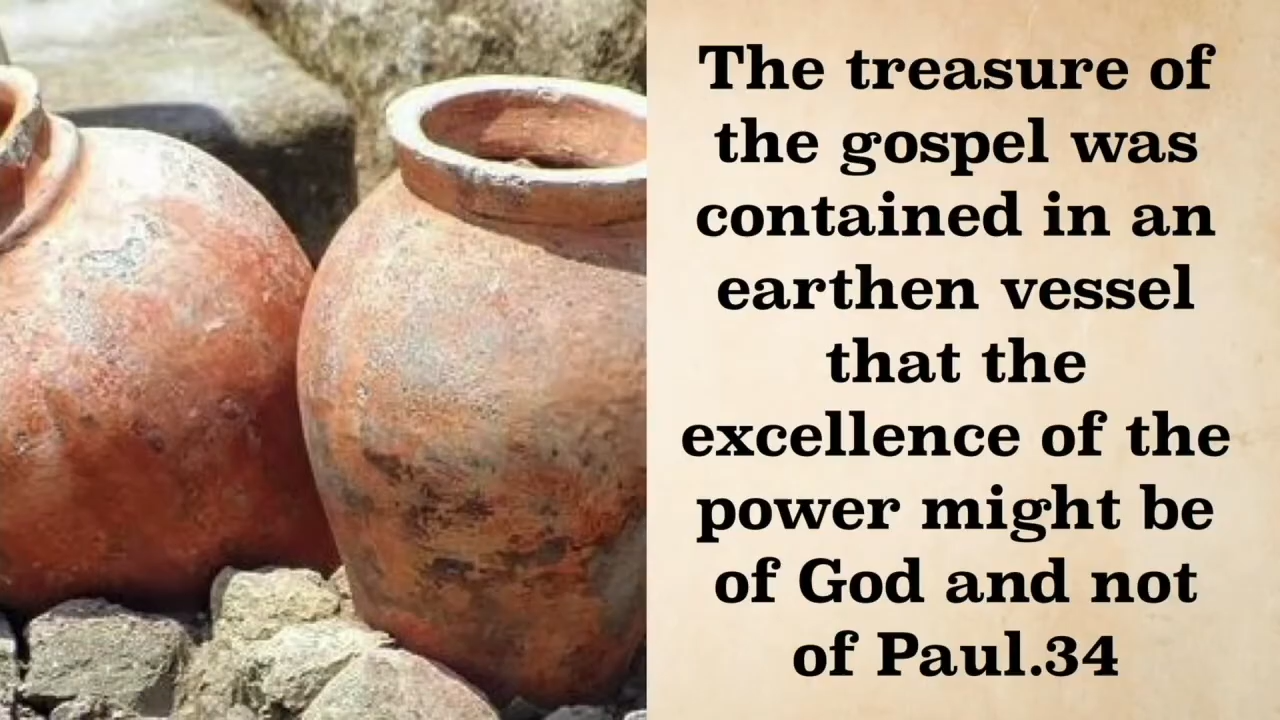 The treasure of
the gospel was
contained in an
earthen vessel
that the
excellence of the
power might be
of God and not
of Paul.34